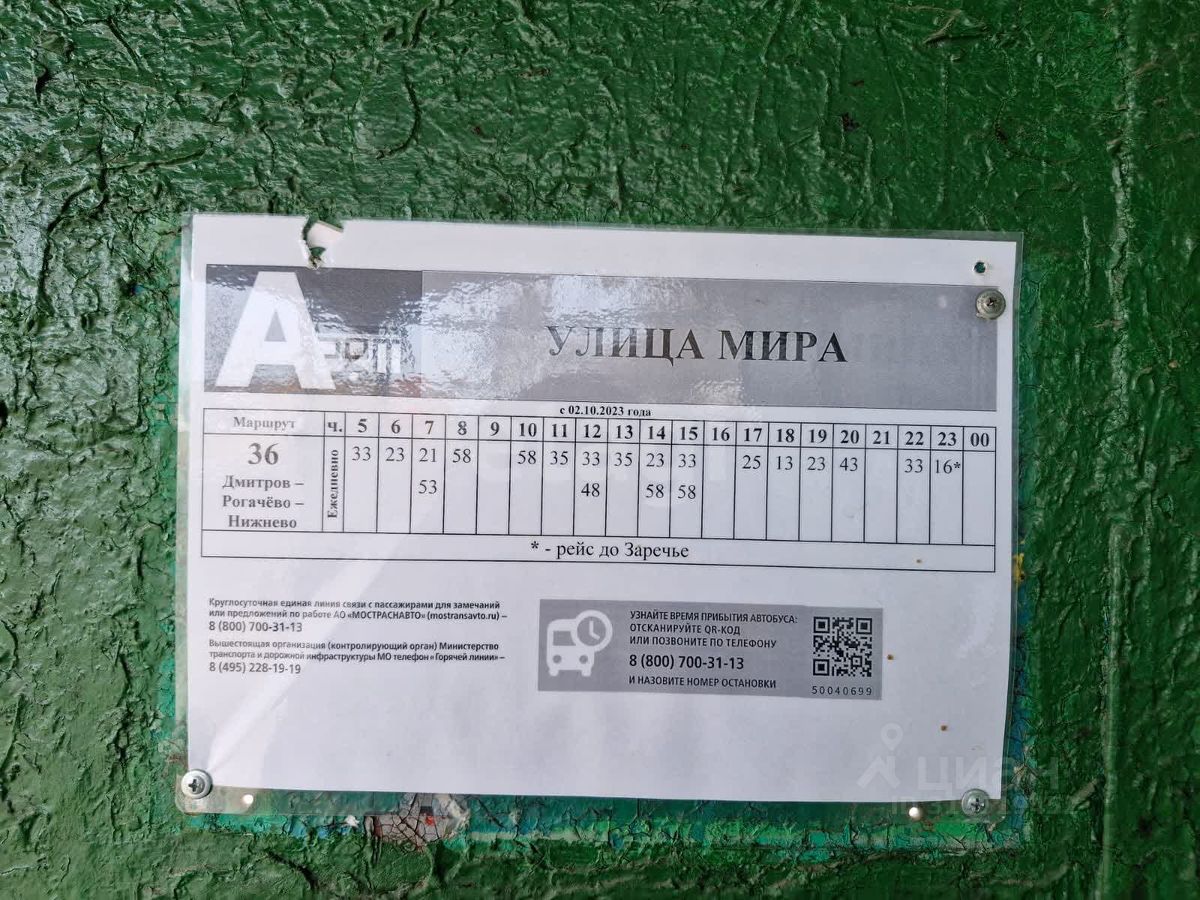 А
УЛИЦА МИРА
с 02.10.2023 года
Маршрут ч. 5 6 7 8 9 10 11 12 13 14 15 16 17 18 19 20 21 22 23 00
36 Ежедневно 33 23 21 58 58 35 33 35 23 33 25 13 23 43 33 16*
Дмитров – 53 48 58 58
Рогачёво –
Нижнево
* - рейс до Заречье
Круглосуточная единая линия связи с пассажирами для замечаний
или предложений по работе АО «МОСТРАСНАВТО» (mostransavto.ru) –
8 (800) 700-31-13
Вышестоящая организация (контролирующий орган) Министерство
транспорта и дорожной инфраструктуры МО телефон «Горячей линии» –
8 (495) 228-19-19
УЗНАЙТЕ ВРЕМЯ ПРИБЫТИЯ АВТОБУСА:
ОТСКАНИРУЙТЕ QR-КОД
ИЛИ ПОЗВОНИТЕ ПО ТЕЛЕФОНУ
8 (800) 700-31-13
И НАЗОВИТЕ НОМЕР ОСТАНОВКИ
50040699
циан